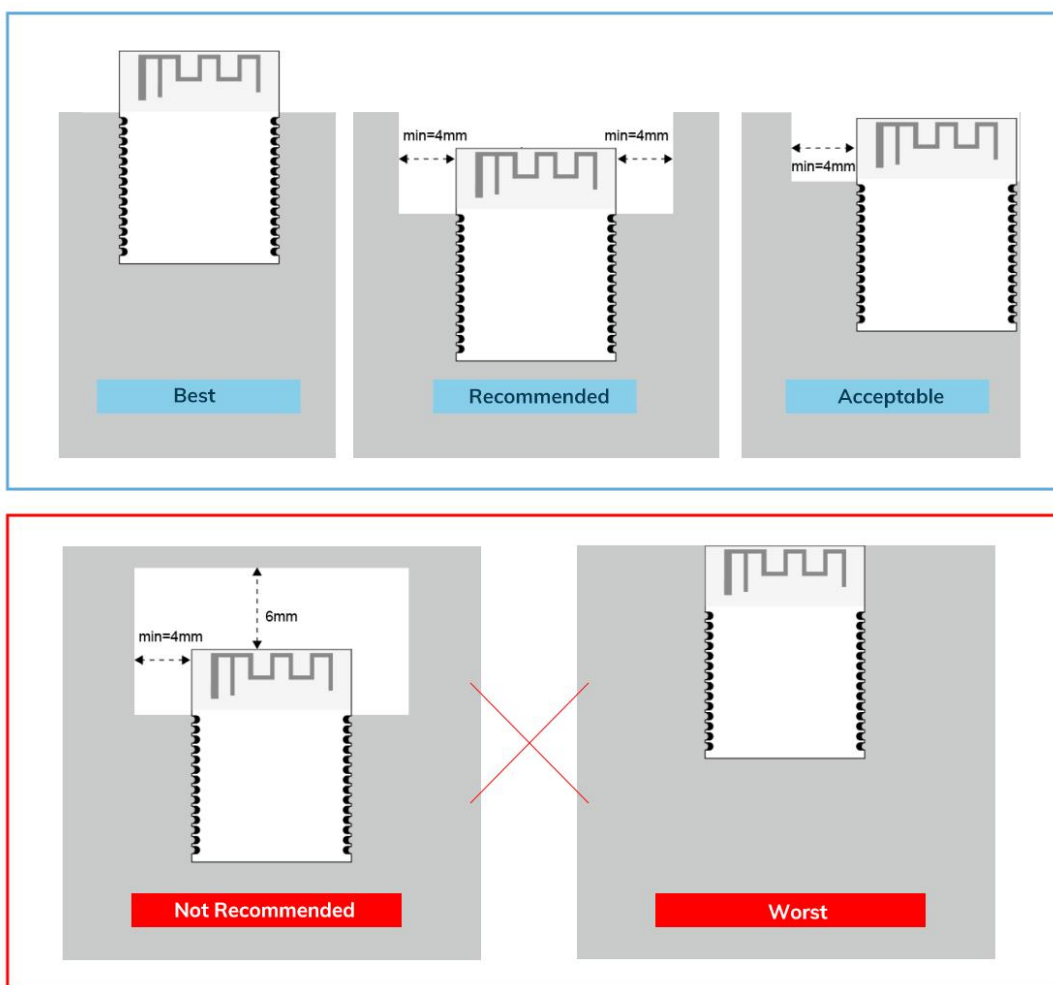 min=4mm
min=4mm
min=4mm
Best
Recommended
Acceptable
6mm
min=4mm
Not Recommended
Worst